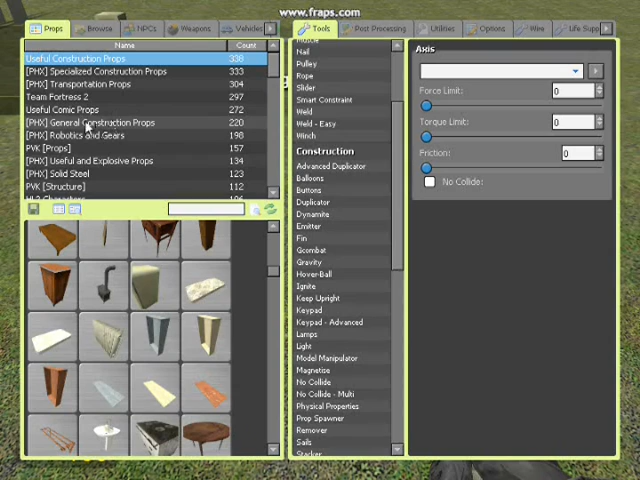 www.fraps.com
Props
Browse
NPCs
Weapons
Vehicles
Tools
Post Processing
Utilities
Options
Wire
Life Supp
Name
Count
Useful Construction Props 338
[PHX] Specialized Construction Props 333
[PHX] Transportation Props 304
Team Fortress 2 297
Useful Comic Props 272
[PHX] General Construction Props 220
[PHX] Robotics and Gears 198
PVK [Props] 157
[PHX] Useful and Explosive Props 134
[PHX] Solid Steel 123
PVK [Structure] 112
HL2 Characters 106
Muscle
Nail
Pulley
Rope
Slider
Smart Constraint
Weld
Weld - Easy
Winch
Construction
Advanced Duplicator
Balloons
Buttons
Duplicator
Dynamite
Emitter
Fin
Gcombat
Gravity
Hover-Ball
Ignite
Keep Upright
Keypad
Keypad - Advanced
Lamps
Light
Model Manipulator
Magnetise
No Collide
No Collide - Multi
Physical Properties
Prop Spawner
Remover
Sails
Stacker
Axis
Force Limit: 0
Torque Limit: 0
Friction: 0
No Collide: